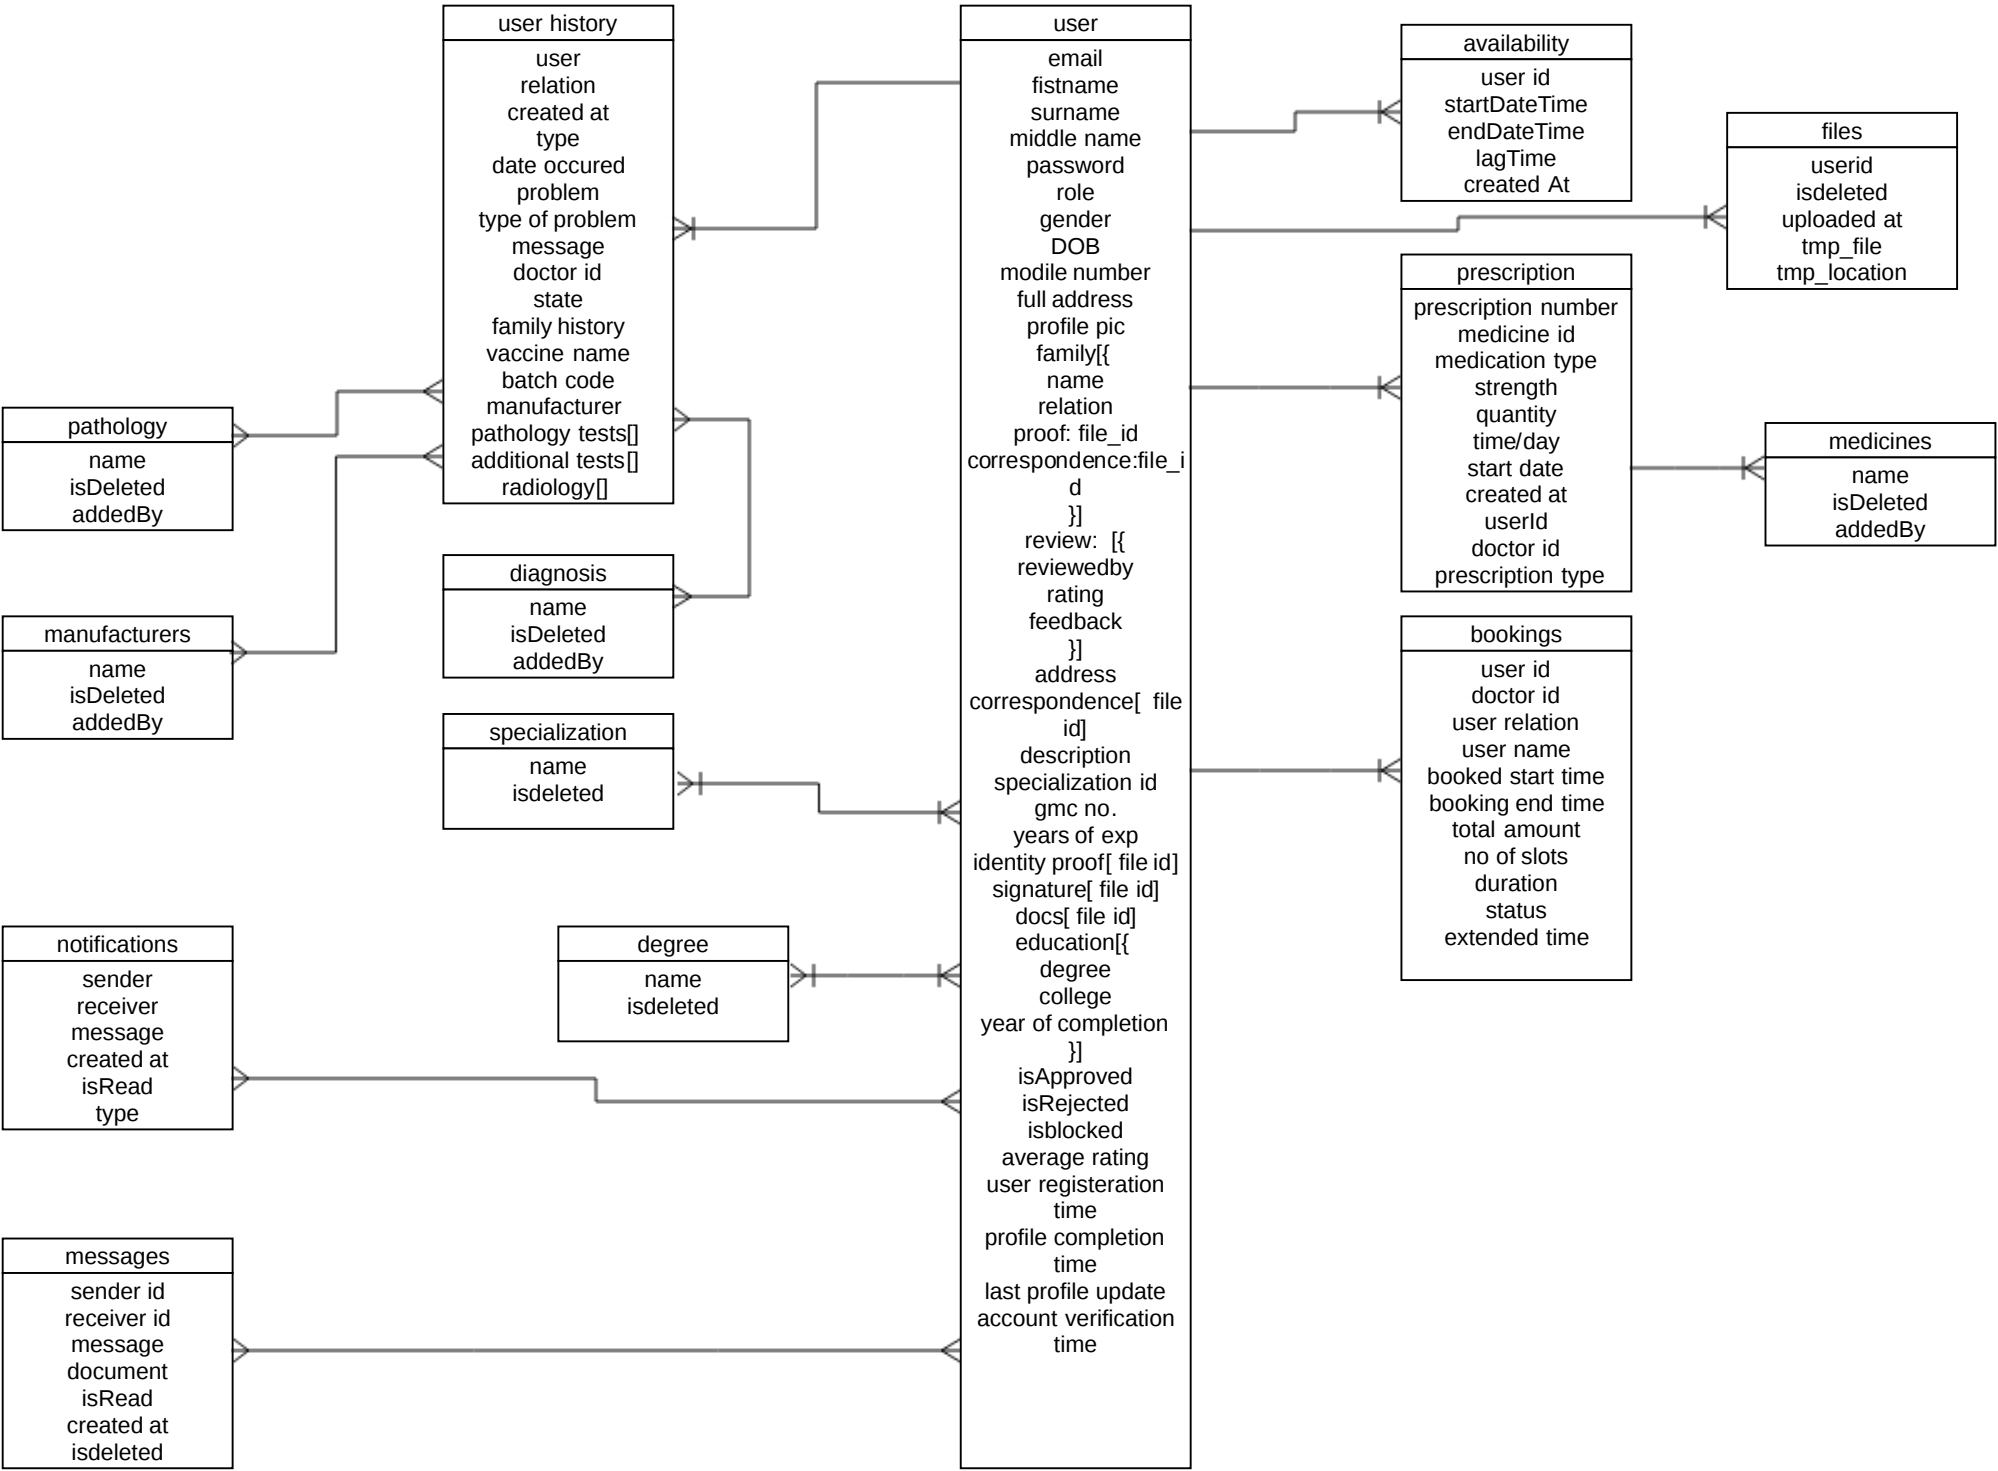 user history
user
relation
created at
type
date occured
problem
type of problem
message
doctor id
state
family history
vaccine name
batch code
manufacturer
pathology tests[]
additional tests[]
radiology[]
user
email
fistname
surname
middle name
password
role
gender
DOB
modile number
full address
profile pic
family[{
name
relation
proof: file_id
correspondence:file_i
d
}]
review:  [{
reviewedby
rating
feedback
}]
address
correspondence[  file
id]
description
specialization id
gmc no.
years of exp
identity proof[ file id]
signature[ file id]
docs[ file id]
education[{
degree
college
year of completion
}]
isApproved
isRejected
isblocked
average rating
user registeration
time
profile completion
time
last profile update
account verification
time
availability
user id
startDateTime
endDateTime
lagTime
created At
files
userid
isdeleted
uploaded at
tmp_file
tmp_location
prescription
prescription number
medicine id
medication type
strength
quantity
time/day
start date
created at
userId
doctor id
prescription type
medicines
name
isDeleted
addedBy
pathology
name
isDeleted
addedBy
diagnosis
name
isDeleted
addedBy
manufacturers
name
isDeleted
addedBy
bookings
user id
doctor id
user relation
user name
booked start time
booking end time
total amount
no of slots
duration
status
extended time
specialization
name
isdeleted
notifications
sender
receiver
message
created at
isRead
type
degree
name
isdeleted
messages
sender id
receiver id
message
document
isRead
created at
isdeleted